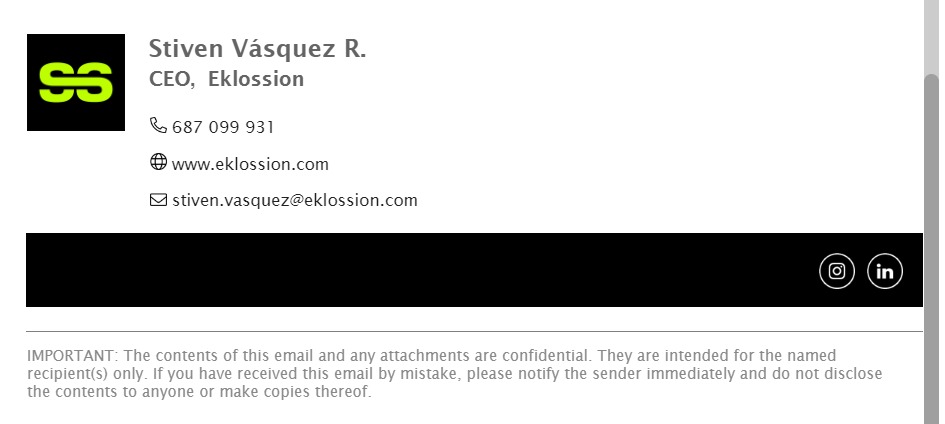 SS
Stiven Vásquez R.
CEO, Eklossion
687 099 931
www.eklossion.com
stiven.vasquez@eklossion.com
in
IMPORTANT: The contents of this email and any attachments are confidential. They are intended for the named
recipient(s) only. If you have received this email by mistake, please notify the sender immediately and do not disclose
the contents to anyone or make copies thereof.